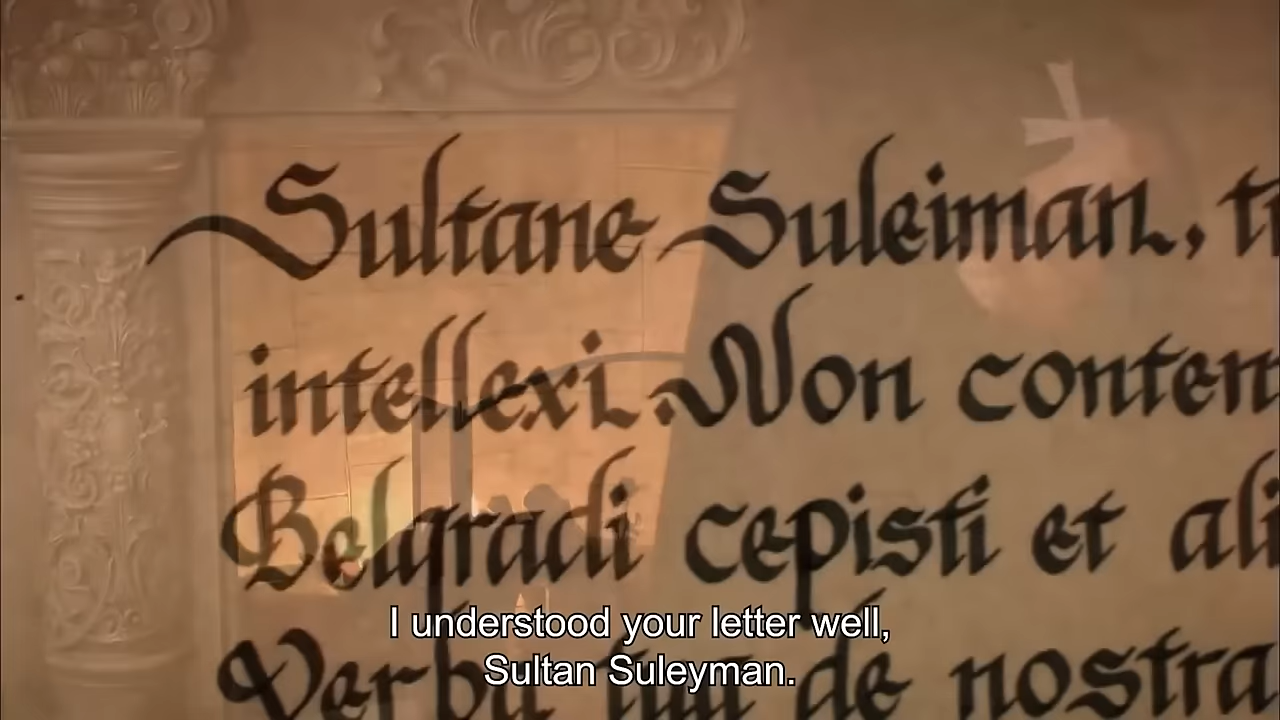 Sultane Suleiman, t
intellexi. Non conten
Belgradi cepisti et ali
Verba tua de nostra
I understood your letter well,
Sultan Suleyman.